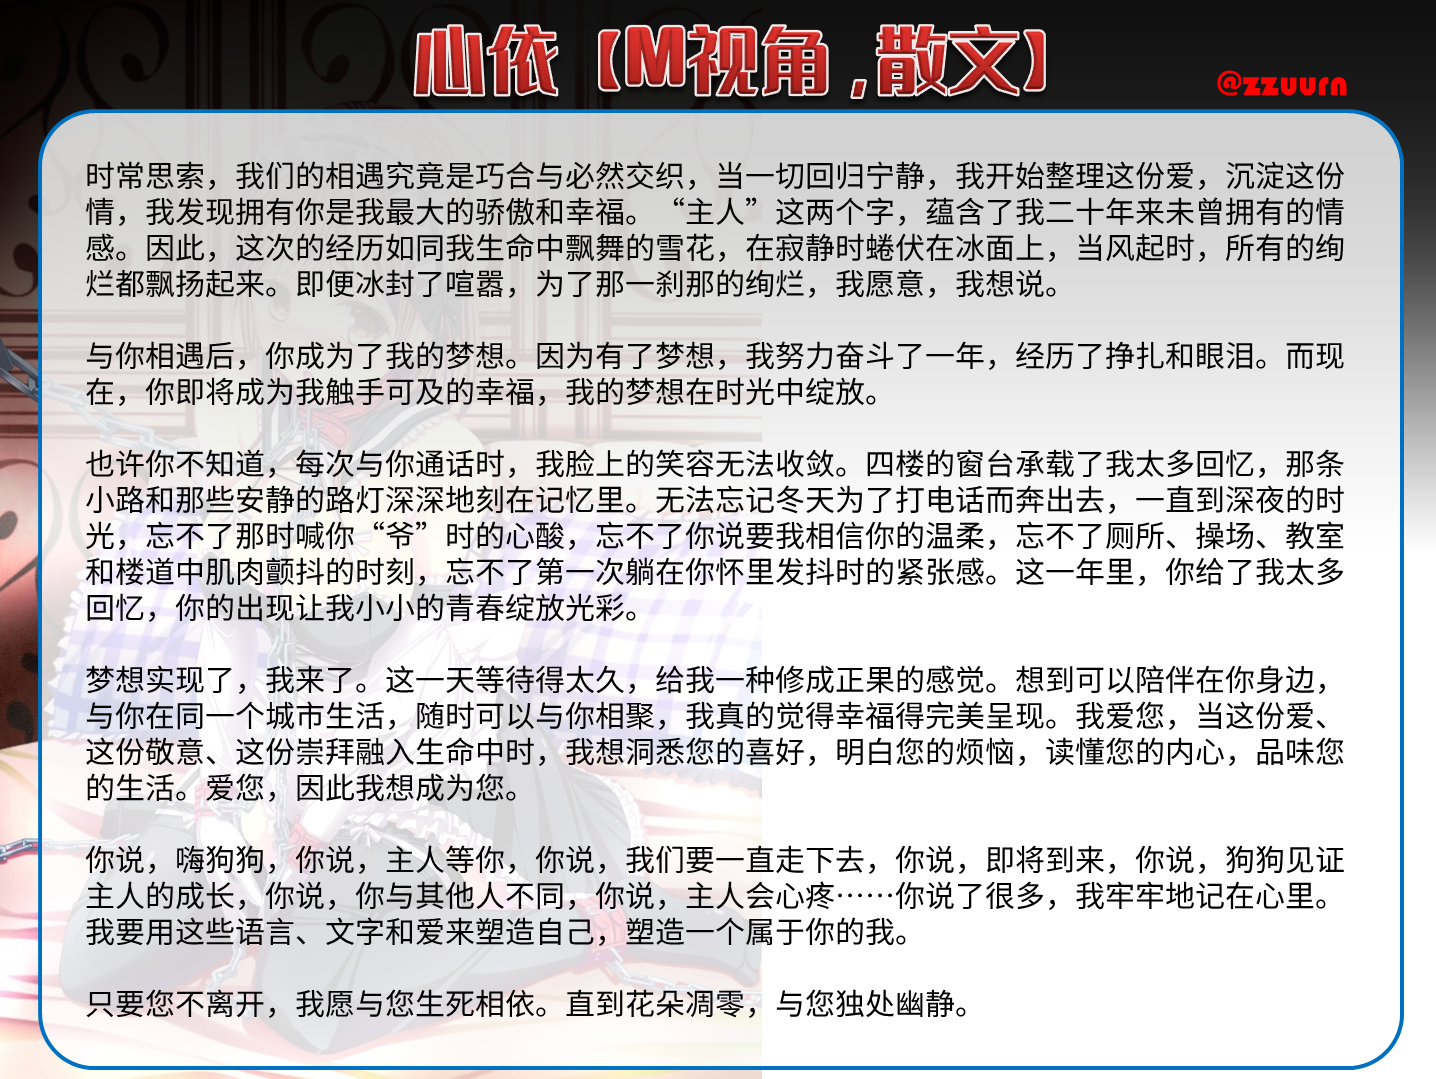 心依【M视角,散文】
@zzuurn
时常思索，我们的相遇究竟是巧合与必然交织，当一切回归宁静，我开始整理这份爱，沉淀这份
情，我发现拥有你是我最大的骄傲和幸福。“主人”这两个字，蕴含了我二十年来未曾拥有的情
感。因此，这次的经历如同我生命中飘舞的雪花，在寂静时蜷伏在冰面上，当风起时，所有的绚
烂都飘扬起来。即便冰封了喧嚣，为了那一刹那的绚烂，我愿意，我想说。
与你相遇后，你成为了我的梦想。因为有了梦想，我努力奋斗了一年，经历了挣扎和眼泪。而现
在，你即将成为我触手可及的幸福，我的梦想在时光中绽放。
也许你不知道，每次与你通话时，我脸上的笑容无法收敛。四楼的窗台承载了我太多回忆，那条
小路和那些安静的路灯深深地刻在记忆里。无法忘记冬天为了打电话而奔出去，一直到深夜的时
光，忘不了那时喊你“爷”时的心酸，忘不了你说要我相信你的温柔，忘不了厕所、操场、教室
和楼道中肌肉颤抖的时刻，忘不了第一次躺在你怀里发抖时的紧张感。这一年里，你给了我太多
回忆，你的出现让我小小的青春绽放光彩。
梦想实现了，我来了。这一天等待得太久，给我一种修成正果的感觉。想到可以陪伴在你身边，
与你在同一个城市生活，随时可以与你相聚，我真的觉得幸福得完美呈现。我爱您，当这份爱、
这份敬意、这份崇拜融入生命中时，我想洞悉您的喜好，明白您的烦恼，读懂您的内心，品味您
的生活。爱您，因此我想成为您。
你说，嗨狗狗，你说，主人等你，你说，我们要一直走下去，你说，即将到来，你说，狗狗见证
主人的成长，你说，你与其他人不同，你说，主人会心疼……你说了很多，我牢牢地记在心里。
我要用这些语言、文字和爱来塑造自己，塑造一个属于你的我。
只要您不离开，我愿与您生死相依。直到花朵凋零，与您独处幽静。